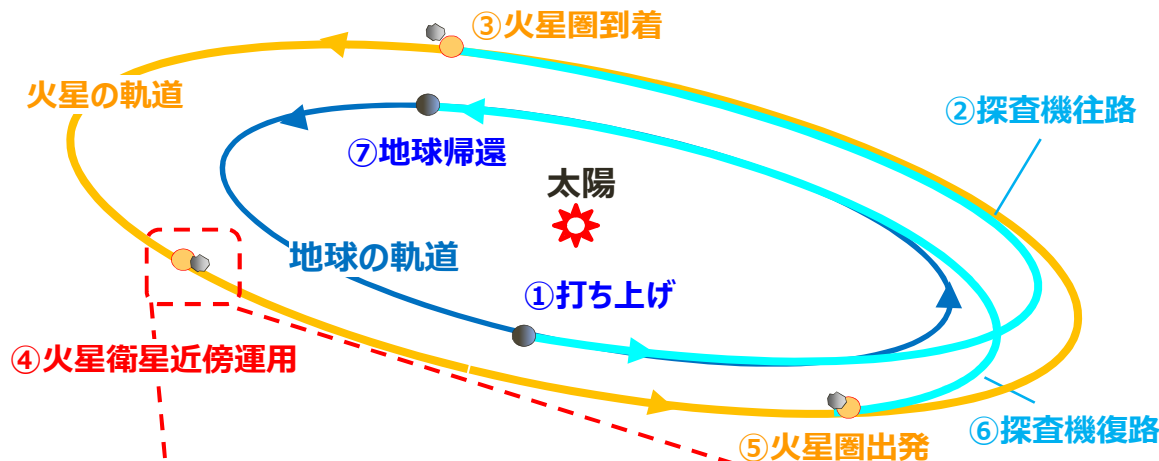 ③火星圏到着
火星の軌道
②探査機往路
⑦地球帰還
太陽
地球の軌道
①打ち上げ
④火星衛星近傍運用
⑤火星圏出発
⑥探査機復路